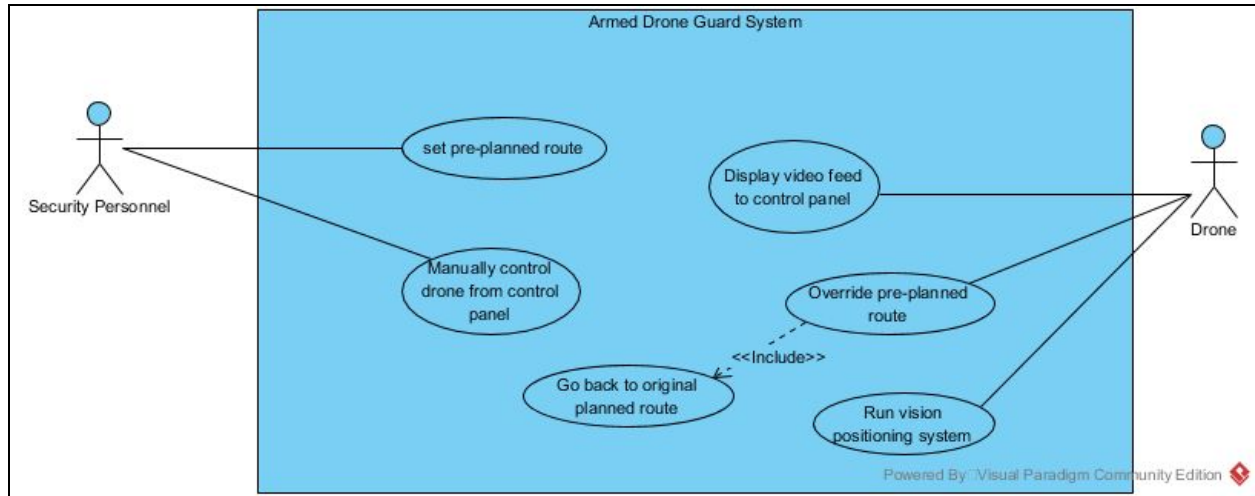 Armed Drone Guard System
set pre-planned route
Display video feed
to control panel
Security Personnel
Drone
Manually control
drone from control
panel
Override pre-planned
route
<<Include>>
Go back to original
planned route
Run vision
positioning system
Powered By Visual Paradigm Community Edition